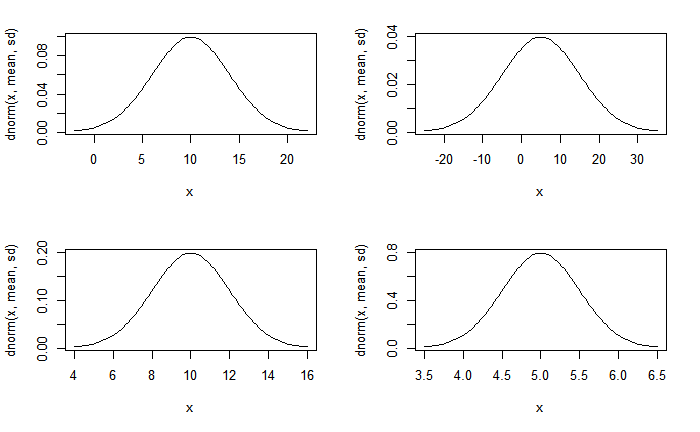 dnorm(x, mean, sd)
0.00 0.04 0.08
0 5 10 15 20
x
dnorm(x, mean, sd)
0.00 0.02 0.04
-20 -10 0 10 20 30
x
dnorm(x, mean, sd)
0.00 0.10 0.20
4 6 8 10 12 14 16
x
dnorm(x, mean, sd)
0.0 0.4 0.8
3.5 4.0 4.5 5.0 5.5 6.0 6.5
x